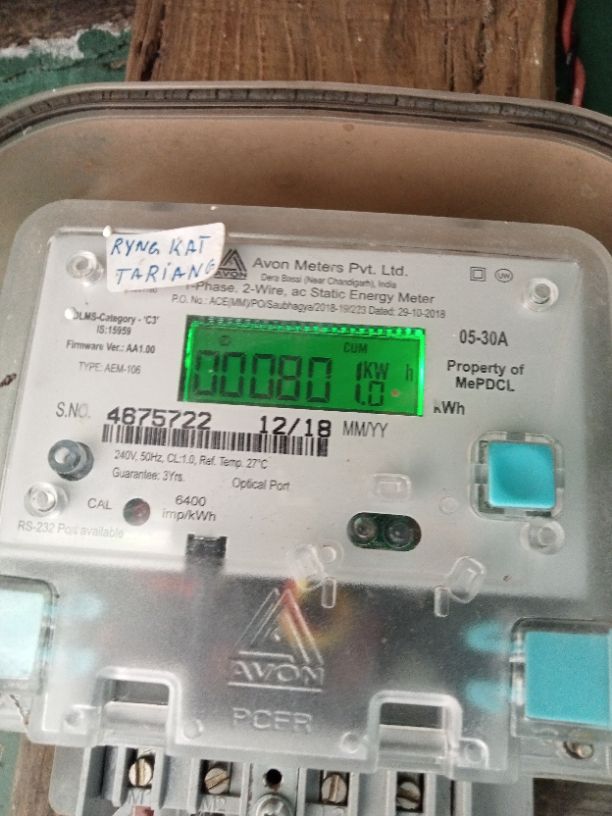 RYNG KAT
TARIANG
AVON
Avon Meters Pvt. Ltd.
Dera Bassi (Near Chandigarh), India
1-Phase, 2-Wire, ac Static Energy Meter
P.O. No.: ACE(MM)/PO/Saubhagya/2018-19/223 Dated: 29-10-2018
UW
DLMS-Category - 'C3'
IS:15959
Firmware Ver.: AA1.00
TYPE: AEM-106
CUM
KW h
05-30A
Property of
MePDCL
kWh
S.NO. 4675722 12/18 MM/YY
240V, 50Hz, CL:1.0, Ref. Temp. 27°C
Guarantee: 3Yrs. Optical Port
CAL
6400
imp/kWh
RS-232 Port available
AVON